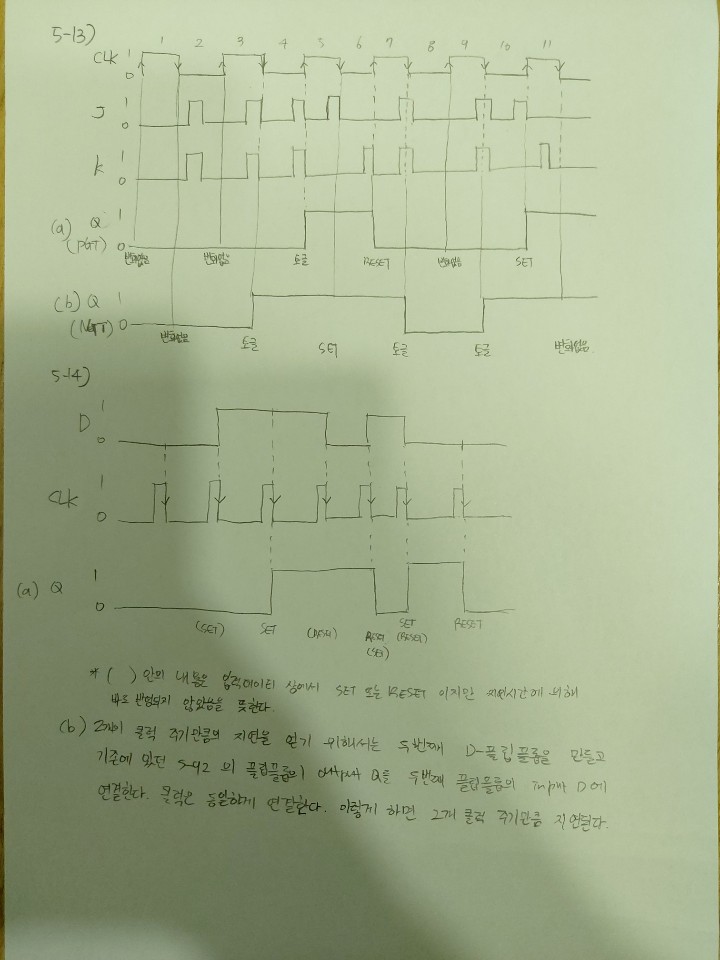 5-13)
1 2 3 4 5 6 7 8 9 10 11
CLK 1
0
J 1
0
K 1
0
(a) Q 1
(PGT) 0
변화없음 변화없음 토글 RESET 변화없음 SET
(b) Q 1
(NGT) 0
변화없음 토글 SET 토글 토글 변화없음
5-14)
D 1
0
CLK 1
0
(a) Q 1
0
(SET) SET (RESET) RESET SET RESET
(SET) (RESET)
* ( ) 안의 내용은 입력데이터 상에서 SET 또는 RESET 이지만 지연시간에 의해
바로 반영되지 않았음을 뜻한다.
(b) 2개의 클럭 주기만큼의 지연을 얻기 위해서는 두번째 D-플립플롭을 만들고
기존에 있던 5-92 의 플립플롭의 output Q를 두번째 플립플롭의 input D에
연결한다. 클럭은 동일하게 연결한다. 이렇게 하면 2개 클럭 주기만큼 지연된다.